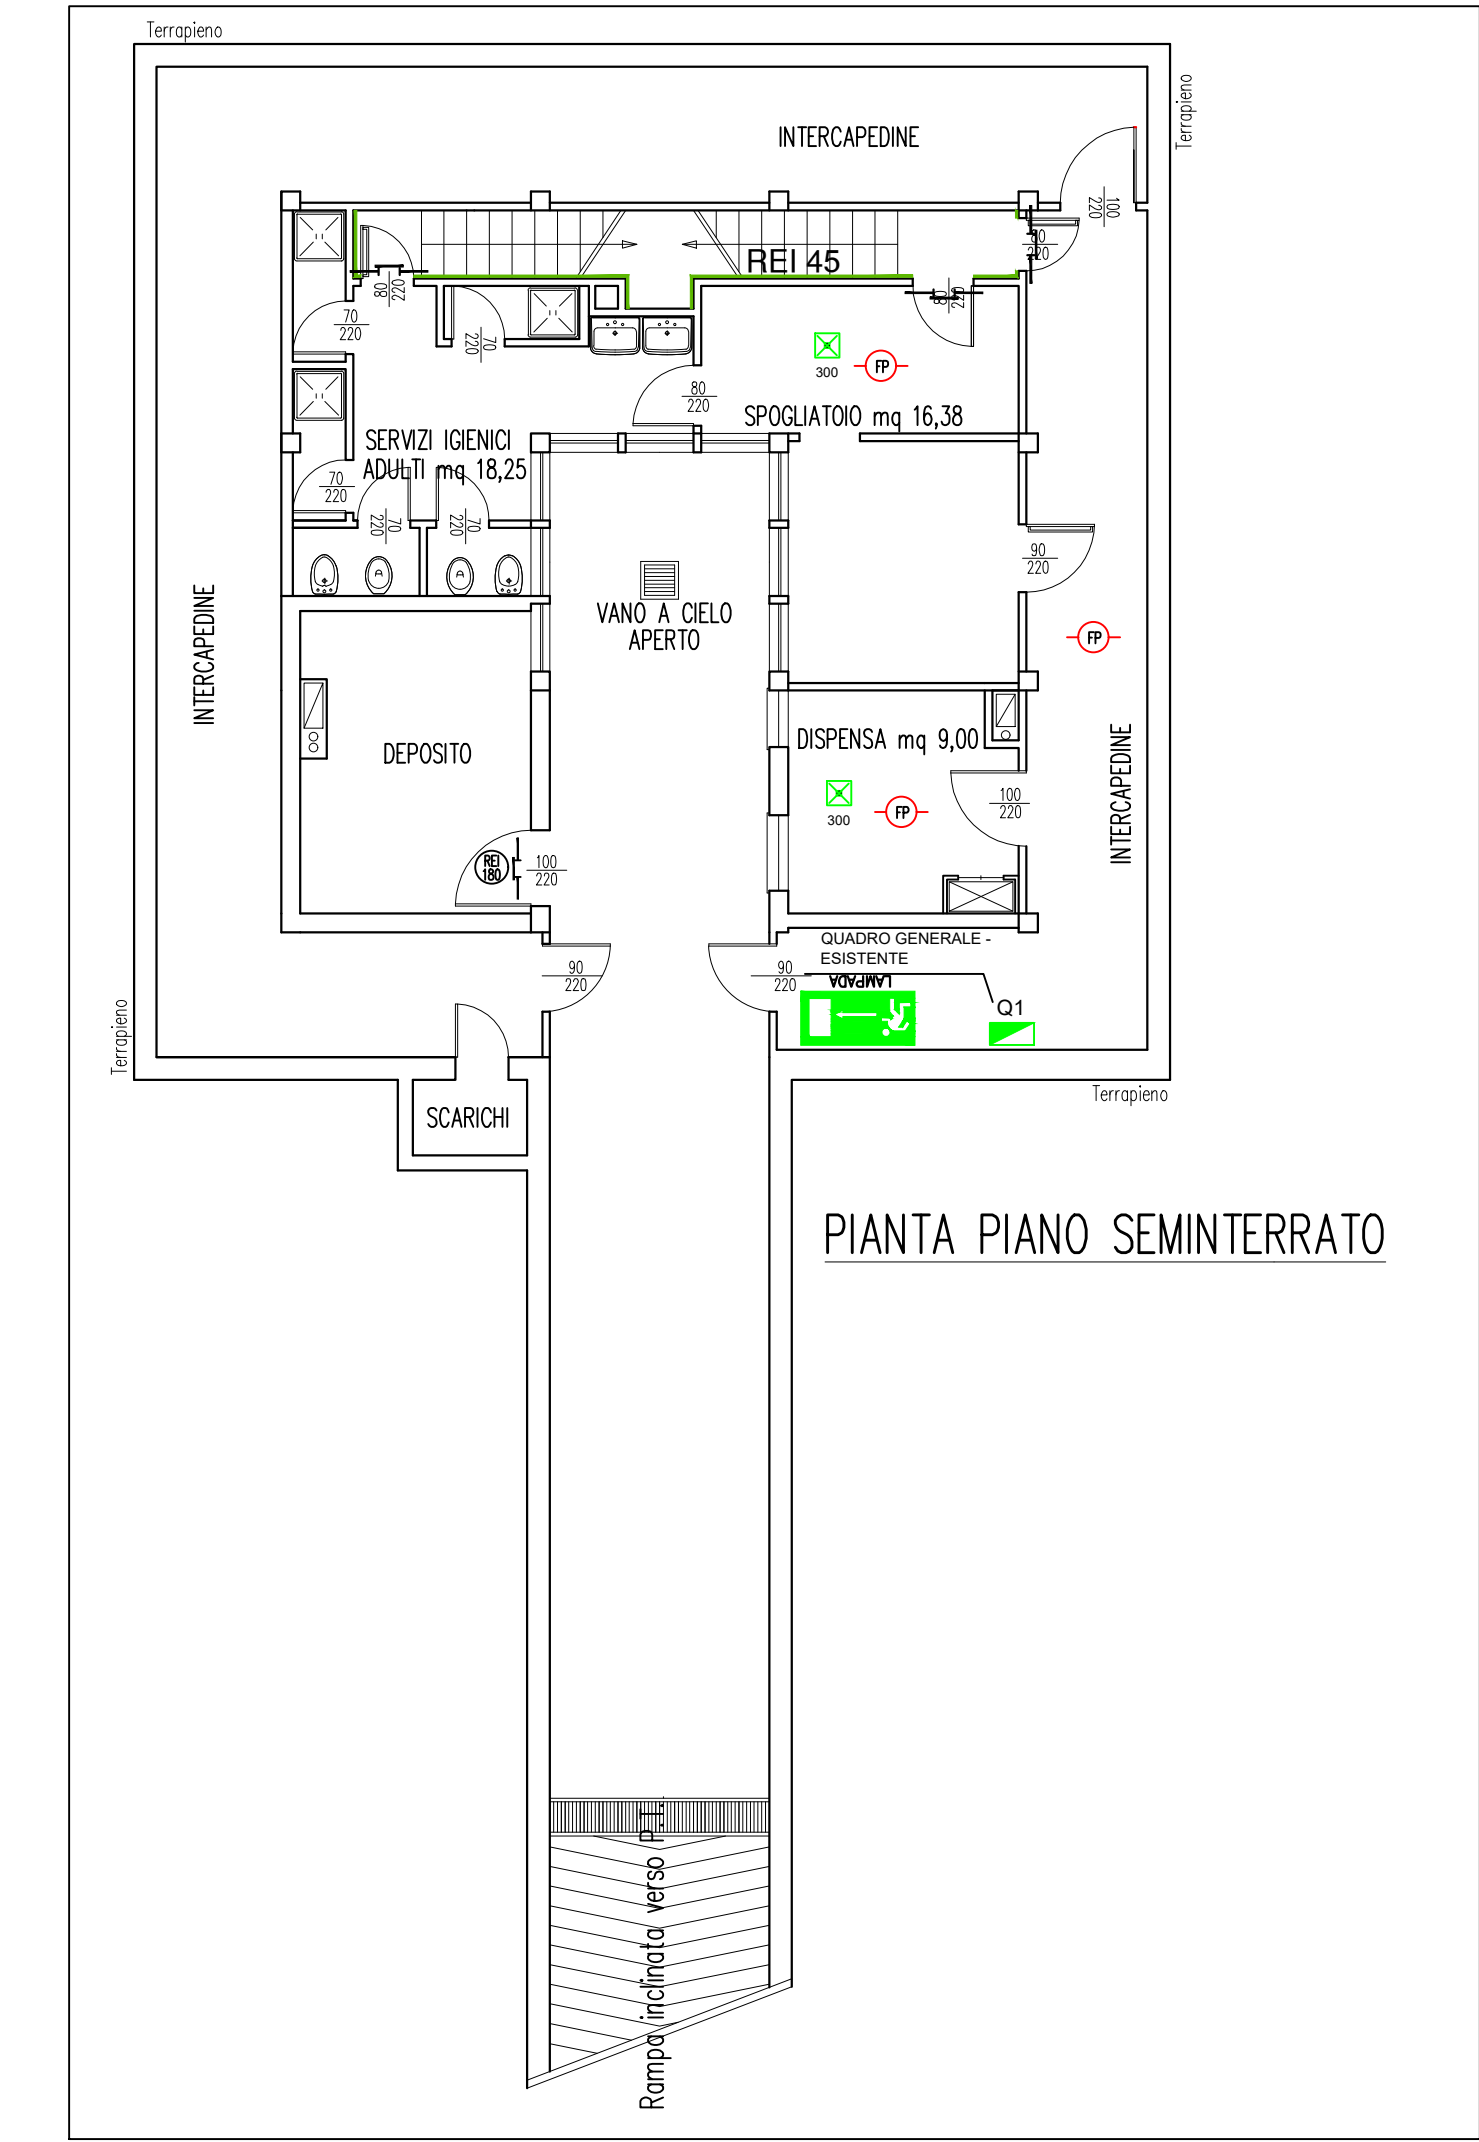 Terrapieno
Terrapieno
INTERCAPEDINE
100
220
80
220
REI 45
80
220
80
220
70
220
70
220
300
FP
80
220
SPOGLIATOIO mq 16,38
SERVIZI IGIENICI
ADULTI mq 18,25
70
220
70
220
70
220
90
220
INTERCAPEDINE
VANO A CIELO
APERTO
FP
DEPOSITO
DISPENSA mq 9,00
INTERCAPEDINE
300
FP
100
220
REI
180
100
220
QUADRO GENERALE -
ESISTENTE
90
220
90
220
LAMPADA
Q1
Terrapieno
Terrapieno
SCARICHI
PIANTA PIANO SEMINTERRATO
Rampa inclinata verso P.T.